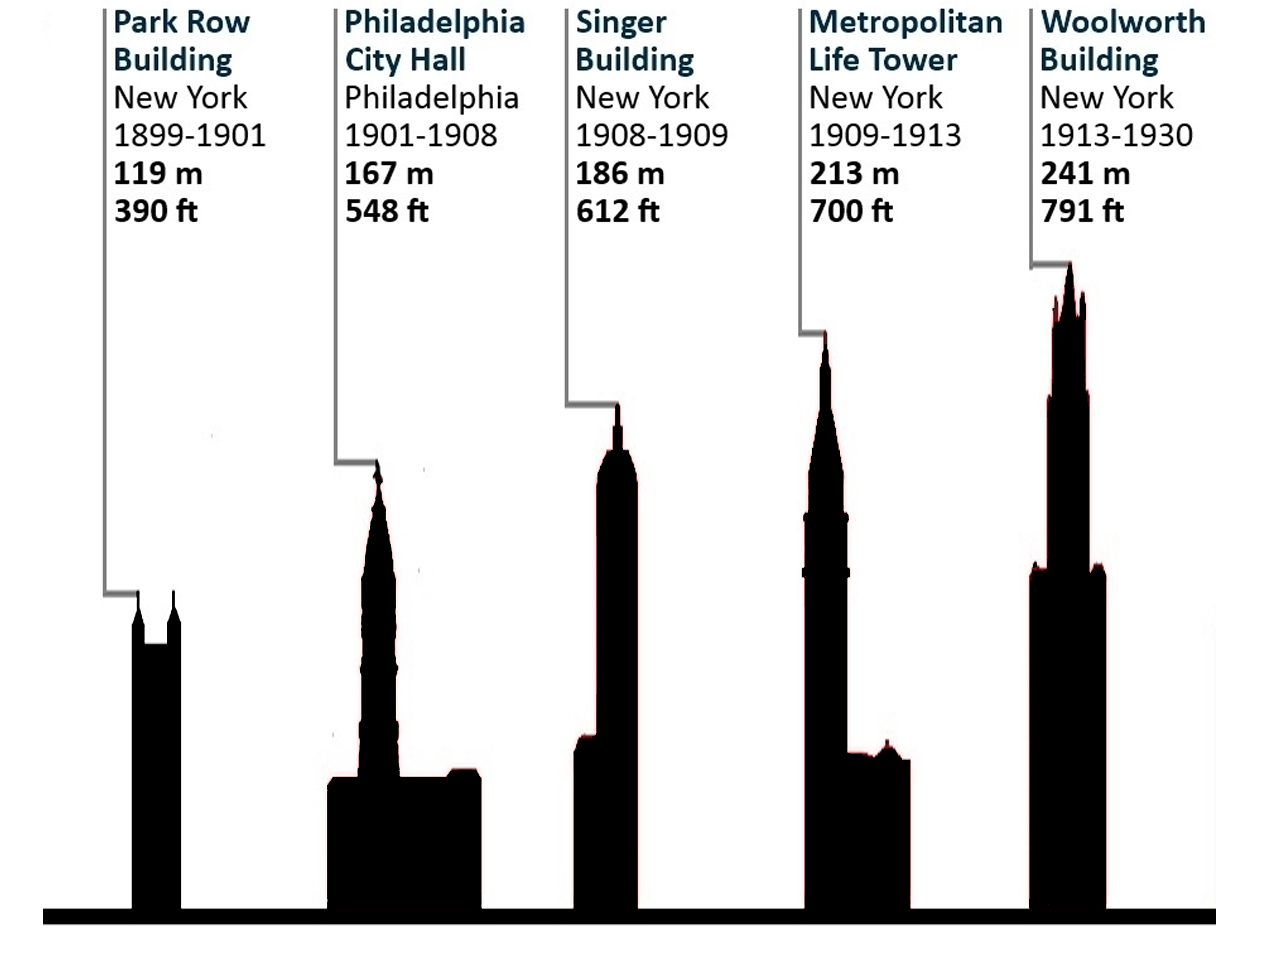 Park Row
Building
New York
1899-1901
119 m
390 ft
Philadelphia
City Hall
Philadelphia
1901-1908
167 m
548 ft
Singer
Building
New York
1908-1909
186 m
612 ft
Metropolitan
Life Tower
New York
1909-1913
213 m
700 ft
Woolworth
Building
New York
1913-1930
241 m
791 ft